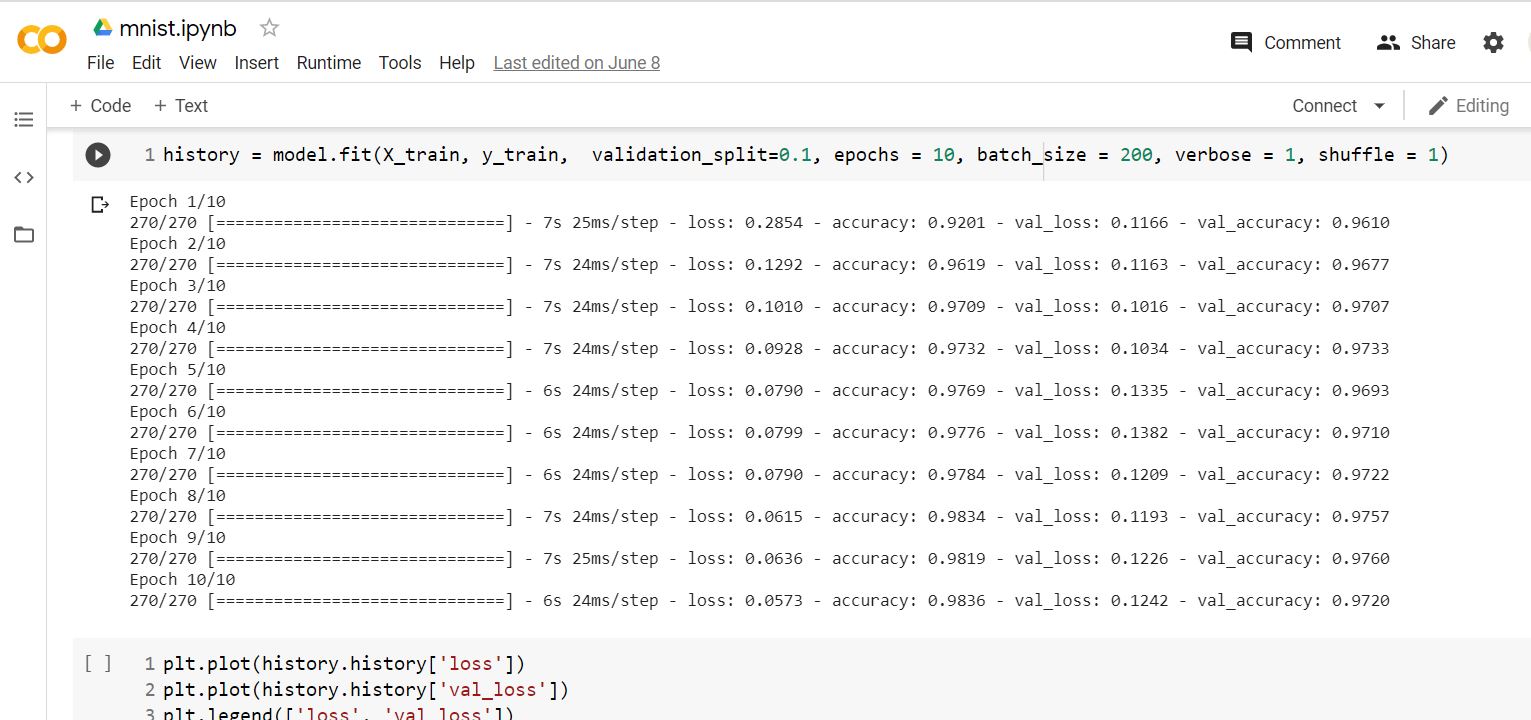 mnist.ipynb
File Edit View Insert Runtime Tools Help Last edited on June 8
Comment Share
+ Code + Text
Connect Editing
1 history = model.fit(X_train, y_train,  validation_split=0.1, epochs = 10, batch_size = 200, verbose = 1, shuffle = 1)
Epoch 1/10
270/270 [==============================] - 7s 25ms/step - loss: 0.2854 - accuracy: 0.9201 - val_loss: 0.1166 - val_accuracy: 0.9610
Epoch 2/10
270/270 [==============================] - 7s 24ms/step - loss: 0.1292 - accuracy: 0.9619 - val_loss: 0.1163 - val_accuracy: 0.9677
Epoch 3/10
270/270 [==============================] - 7s 24ms/step - loss: 0.1010 - accuracy: 0.9709 - val_loss: 0.1016 - val_accuracy: 0.9707
Epoch 4/10
270/270 [==============================] - 7s 24ms/step - loss: 0.0928 - accuracy: 0.9732 - val_loss: 0.1034 - val_accuracy: 0.9733
Epoch 5/10
270/270 [==============================] - 6s 24ms/step - loss: 0.0790 - accuracy: 0.9769 - val_loss: 0.1335 - val_accuracy: 0.9693
Epoch 6/10
270/270 [==============================] - 6s 24ms/step - loss: 0.0799 - accuracy: 0.9776 - val_loss: 0.1382 - val_accuracy: 0.9710
Epoch 7/10
270/270 [==============================] - 6s 24ms/step - loss: 0.0790 - accuracy: 0.9784 - val_loss: 0.1209 - val_accuracy: 0.9722
Epoch 8/10
270/270 [==============================] - 7s 24ms/step - loss: 0.0615 - accuracy: 0.9834 - val_loss: 0.1193 - val_accuracy: 0.9757
Epoch 9/10
270/270 [==============================] - 7s 25ms/step - loss: 0.0636 - accuracy: 0.9819 - val_loss: 0.1226 - val_accuracy: 0.9760
Epoch 10/10
270/270 [==============================] - 6s 24ms/step - loss: 0.0573 - accuracy: 0.9836 - val_loss: 0.1242 - val_accuracy: 0.9720
[ ] 1 plt.plot(history.history['loss'])
2 plt.plot(history.history['val_loss'])
3 plt.legend(['loss', 'val_loss'])